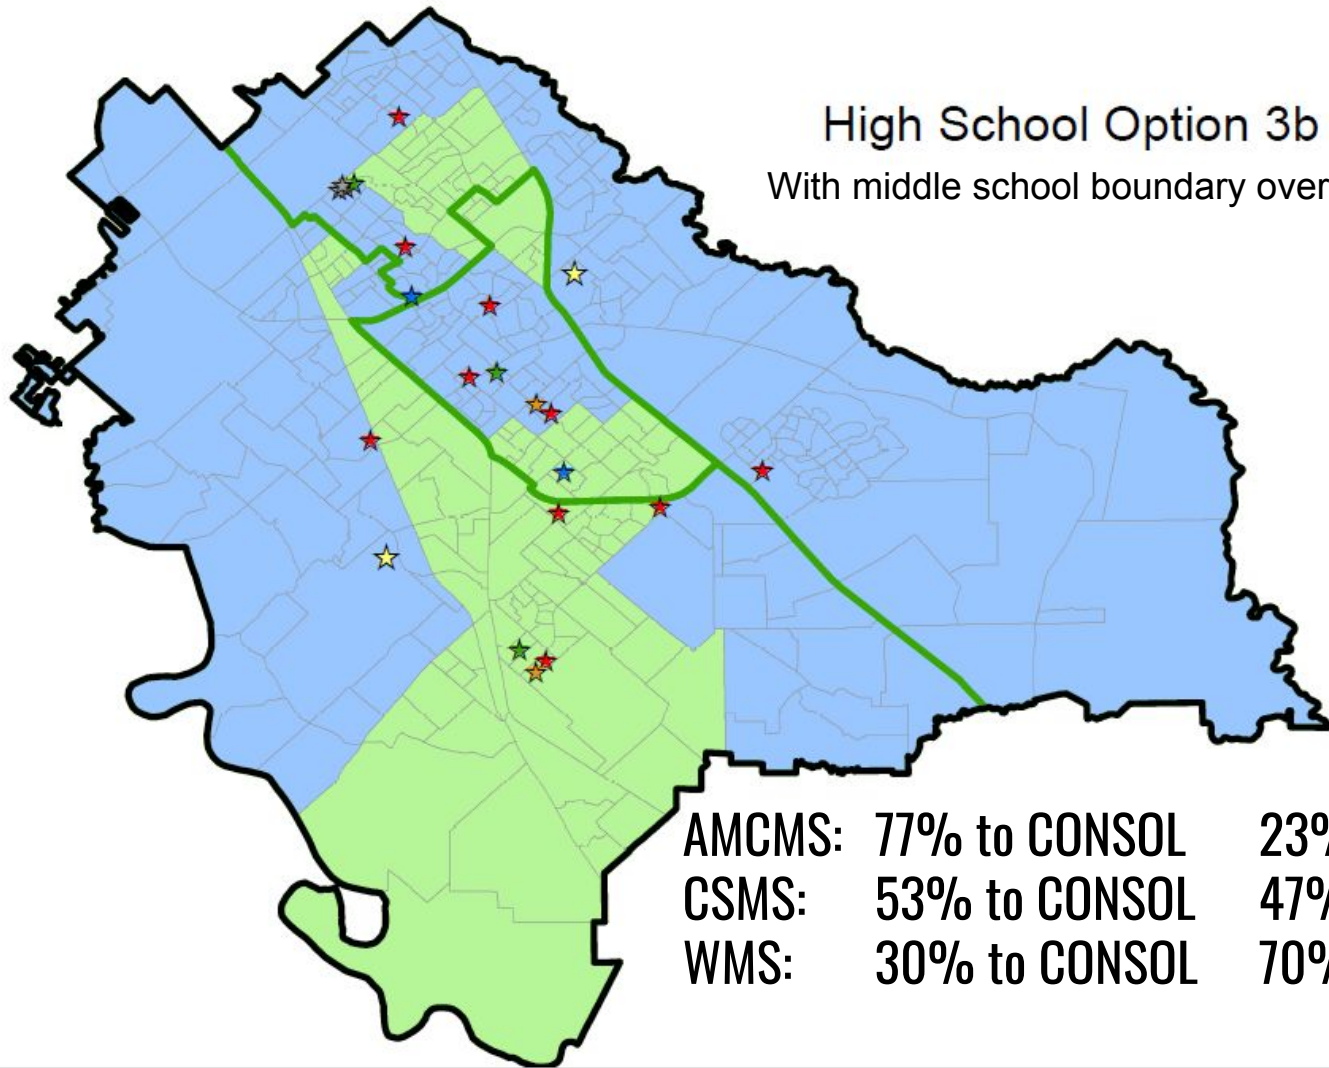 High School Option 3b
With middle school boundary over
AMCMS: 77% to CONSOL 23%
CSMS: 53% to CONSOL 47%
WMS: 30% to CONSOL 70%